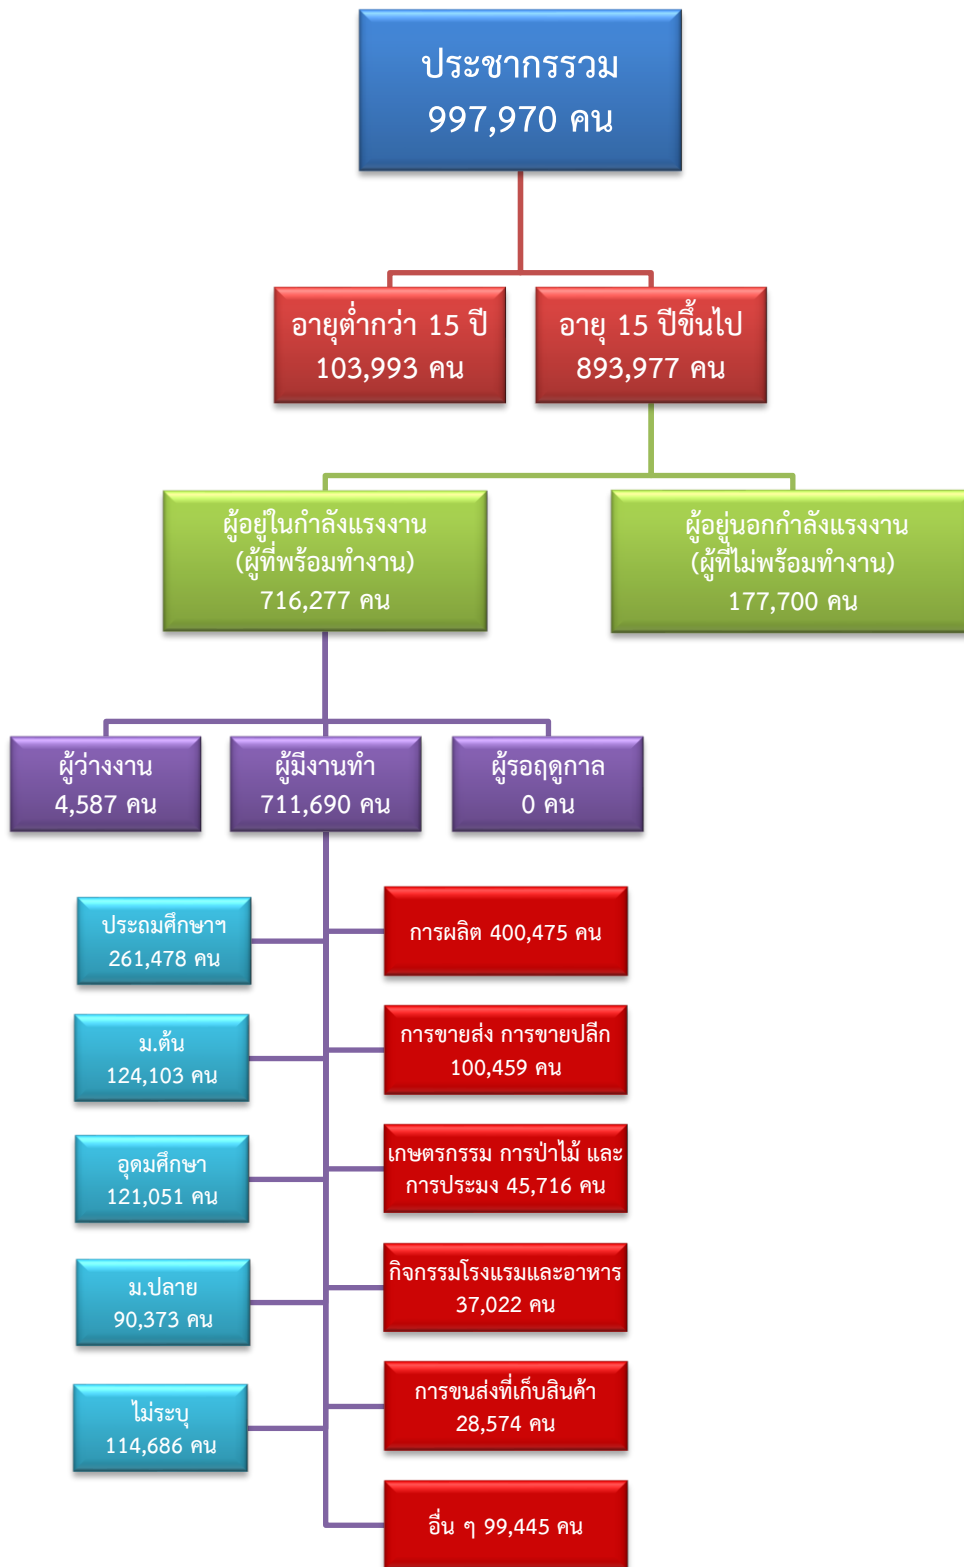 ประชากรรวม
997,970 คน
อายุต่ำกว่า 15 ปี
103,993 คน
อายุ 15 ปีขึ้นไป
893,977 คน
ผู้อยู่ในกำลังแรงงาน
(ผู้ที่พร้อมทำงาน)
716,277 คน
ผู้อยู่นอกกำลังแรงงาน
(ผู้ที่ไม่พร้อมทำงาน)
177,700 คน
ผู้ว่างงาน
4,587 คน
ผู้มีงานทำ
711,690 คน
ผู้รอฤดูกาล
0 คน
ประถมศึกษาฯ
261,478 คน
ม.ต้น
124,103 คน
อุดมศึกษา
121,051 คน
ม.ปลาย
90,373 คน
ไม่ระบุ
114,686 คน
การผลิต 400,475 คน
การขายส่ง การขายปลีก
100,459 คน
เกษตรกรรม การป่าไม้ และ
การประมง 45,716 คน
กิจกรรมโรงแรมและอาหาร
37,022 คน
การขนส่งที่เก็บสินค้า
28,574 คน
อื่น ๆ 99,445 คน